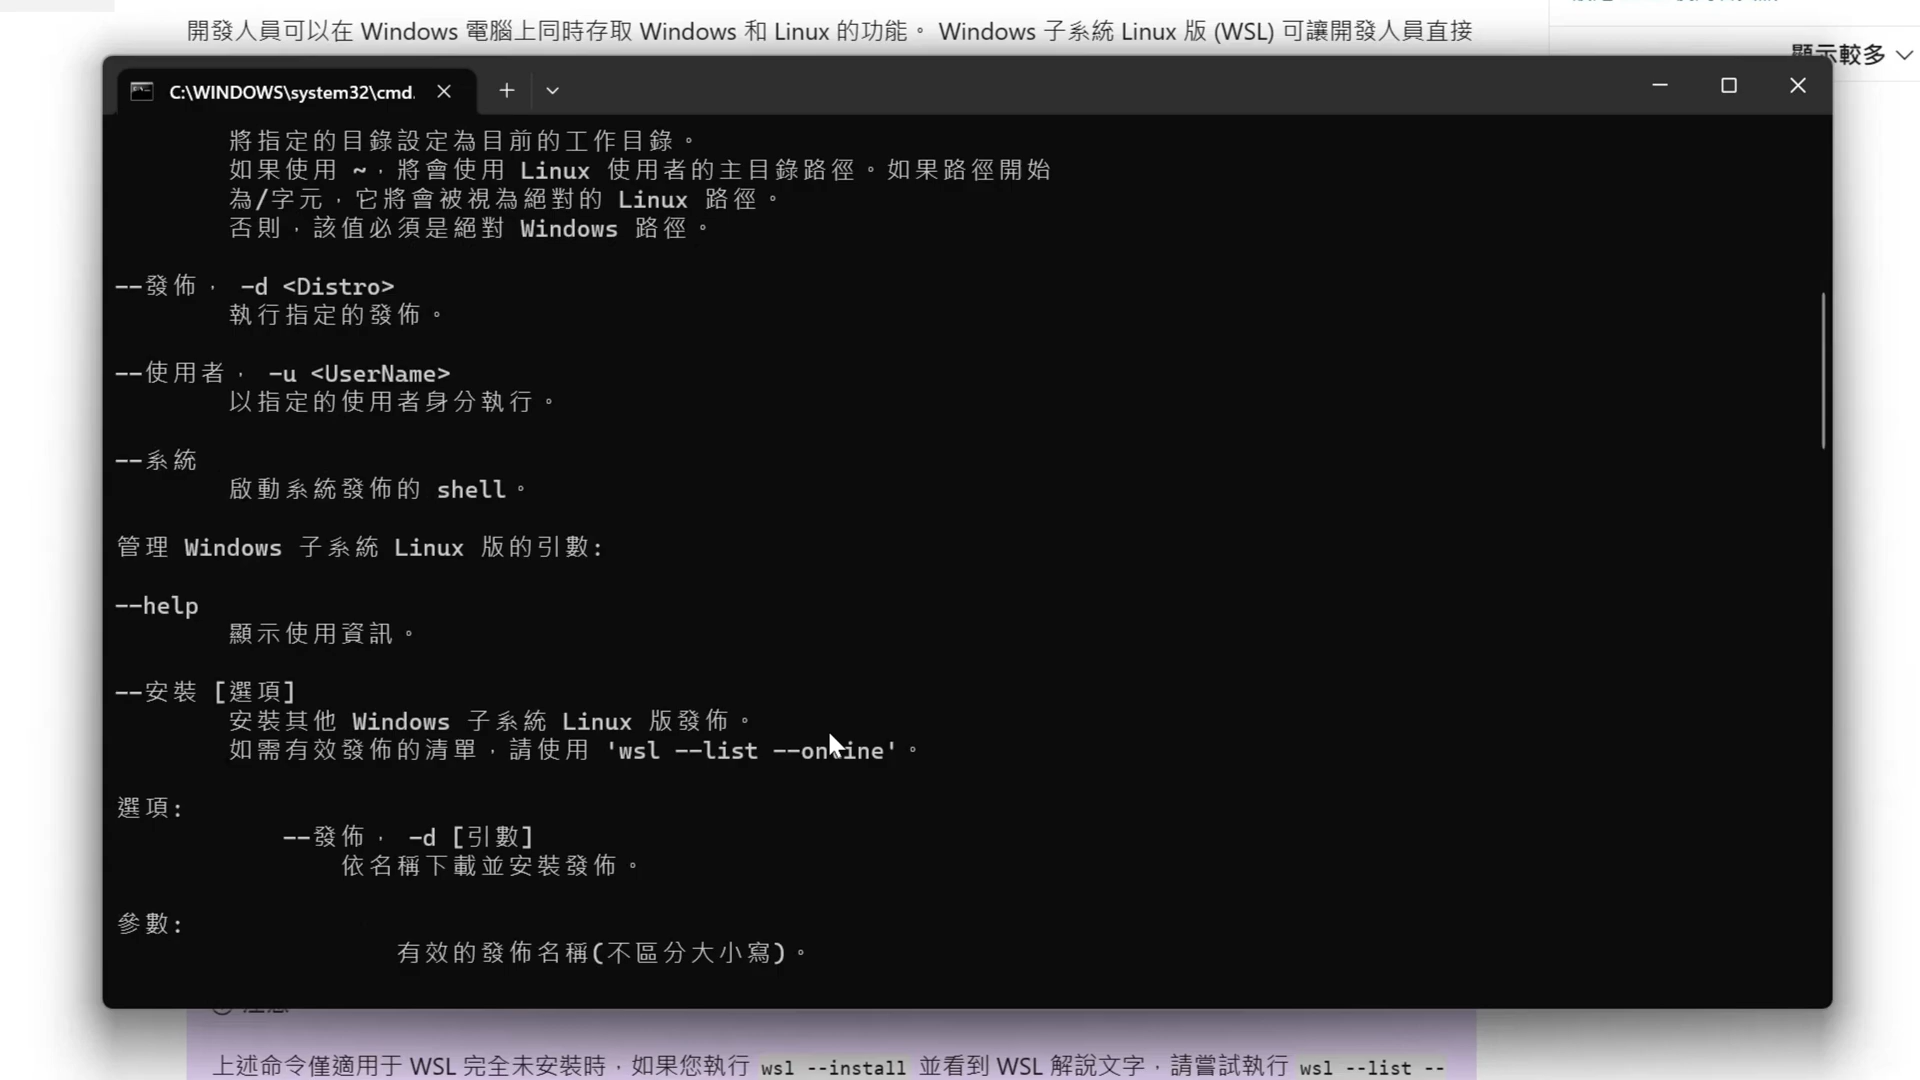 開發人員可以在 Windows 電腦上同時存取 Windows 和 Linux 的功能。 Windows 子系統 Linux 版 (WSL) 可讓開發人員直接
顯示較多
C:\WINDOWS\system32\cmd.
將指定的目錄設定為目前的工作目錄。
如果使用 ~，將會使用 Linux 使用者的主目錄路徑。如果路徑開始
為/字元，它將會被視為絕對的 Linux 路徑。
否則，該值必須是絕對 Windows 路徑。
--發佈， -d <Distro>
執行指定的發佈。
--使用者， -u <UserName>
以指定的使用者身分執行。
--系統
啟動系統發佈的 shell。
管理 Windows 子系統 Linux 版的引數:
--help
顯示使用資訊。
--安裝 [選項]
安裝其他 Windows 子系統 Linux 版發佈。
如需有效發佈的清單，請使用 'wsl --list --online'。
選項:
--發佈， -d [引數]
依名稱下載並安裝發佈。
參數:
有效的發佈名稱(不區分大小寫)。
上述命令僅適用于 WSL 完全未安裝時，如果您執行 wsl --install 並看到 WSL 解說文字，請嘗試執行 wsl --list --